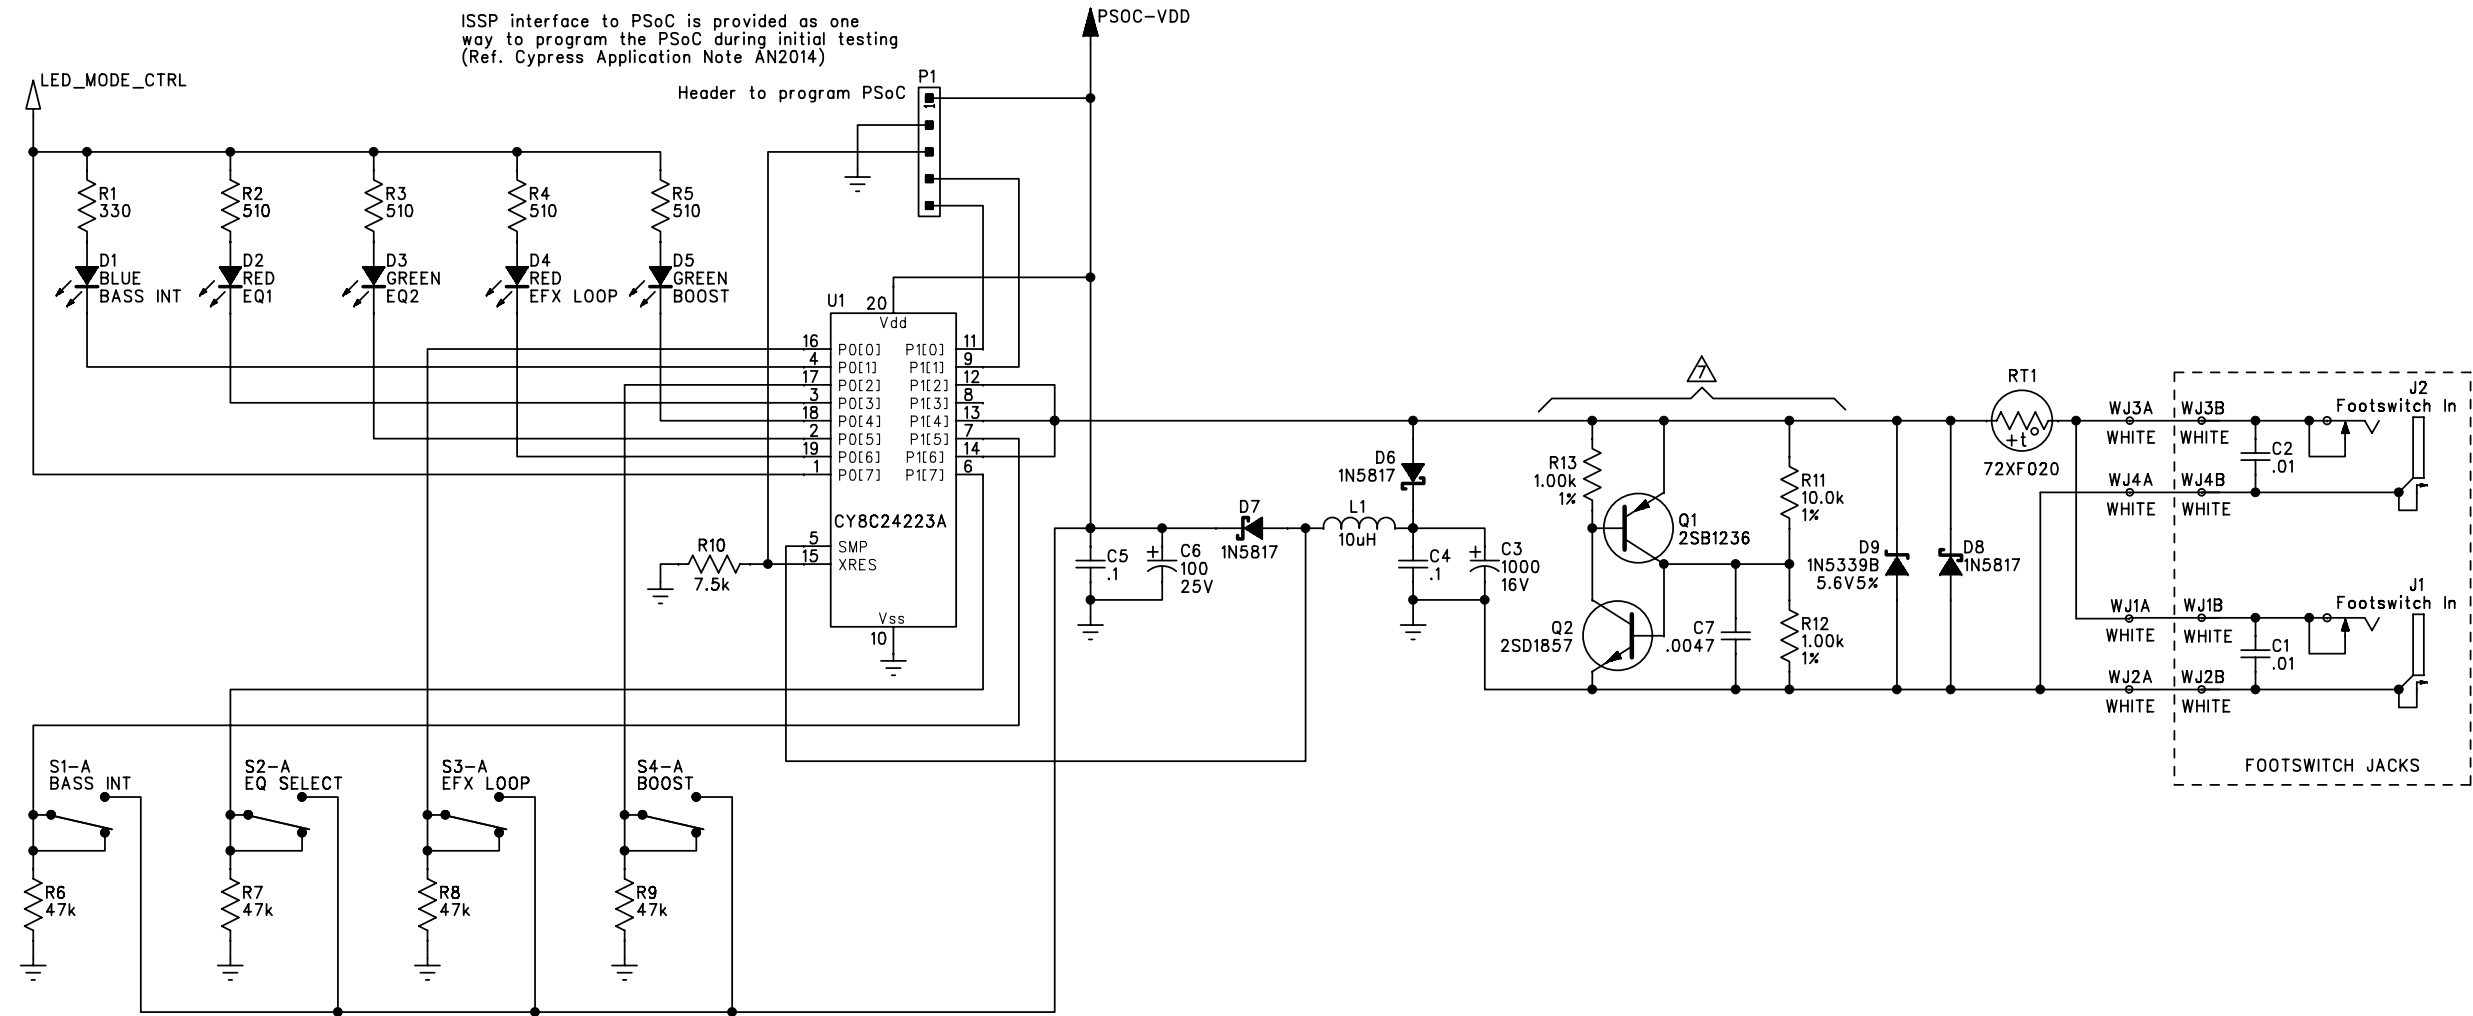 ISSP interface to PSoC is provided as one
way to program the PSoC during initial testing
(Ref. Cypress Application Note AN2014)
PSOC-VDD
LED_MODE_CTRL
P1
Header to program PSoC
1
R1
330
R2
510
R3
510
R4
510
R5
510
D1
BLUE
BASS INT
D2
RED
EQ1
D3
GREEN
EQ2
D4
RED
EFX LOOP
D5
GREEN
BOOST
U1
20
Vdd
16 P0[0] P1[0] 11
4 P0[1] P1[1] 9
17 P0[2] P1[2] 12
3 P0[3] P1[3] 8
18 P0[4] P1[4] 13
2 P0[5] P1[5] 7
19 P0[6] P1[6] 14
1 P0[7] P1[7] 6
CY8C24223A
5 SMP
15 XRES
Vss
10
R10
7.5k
C5
.1
C6
100
25V
+
D7
1N5817
L1
10uH
D6
1N5817
C4
.1
C3
1000
16V
+
7
R13
1.00k
1%
Q1
2SB1236
R11
10.0k
1%
Q2
2SD1857
C7
.0047
R12
1.00k
1%
D9
1N5339B
5.6V5%
D8
1N5817
RT1
+t°
72XF020
WJ3A
WHITE
WJ3B
WHITE
WJ4A
WHITE
WJ4B
WHITE
J2
Footswitch In
C2
.01
WJ1A
WHITE
WJ1B
WHITE
WJ2A
WHITE
WJ2B
WHITE
J1
Footswitch In
C1
.01
FOOTSWITCH JACKS
S1-A
BASS INT
S2-A
EQ SELECT
S3-A
EFX LOOP
S4-A
BOOST
R6
47k
R7
47k
R8
47k
R9
47k